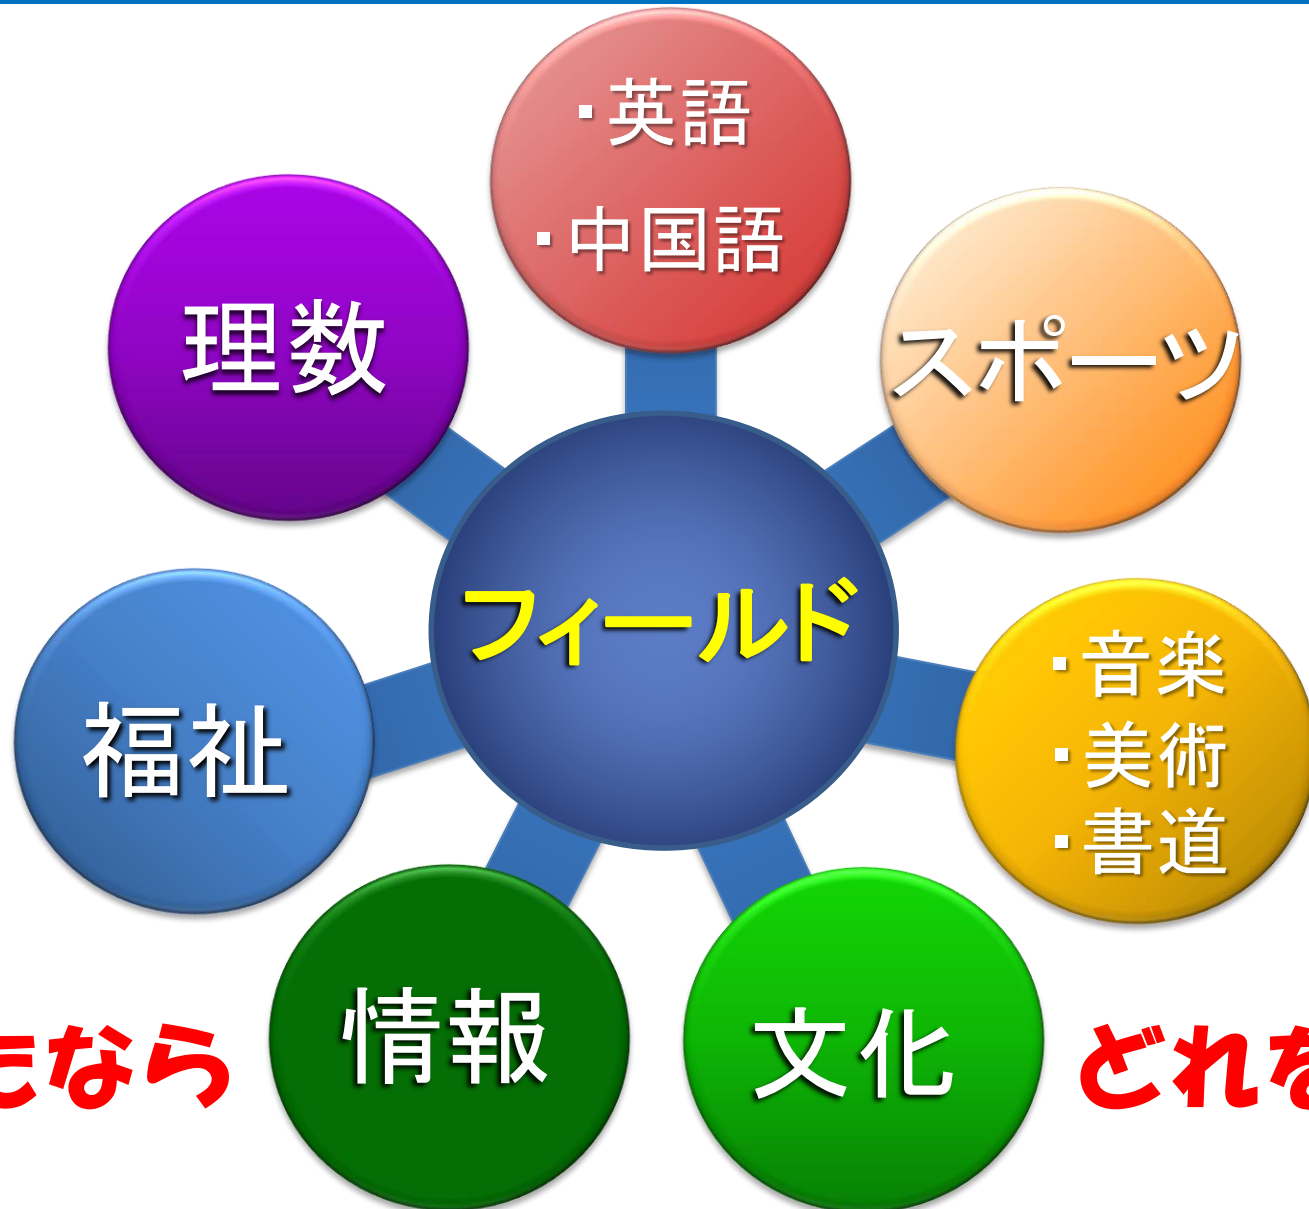 ・英語
・中国語
理数
スポーツ
フィールド
・音楽
・美術
・書道
福祉
情報
文化
なら
どれ